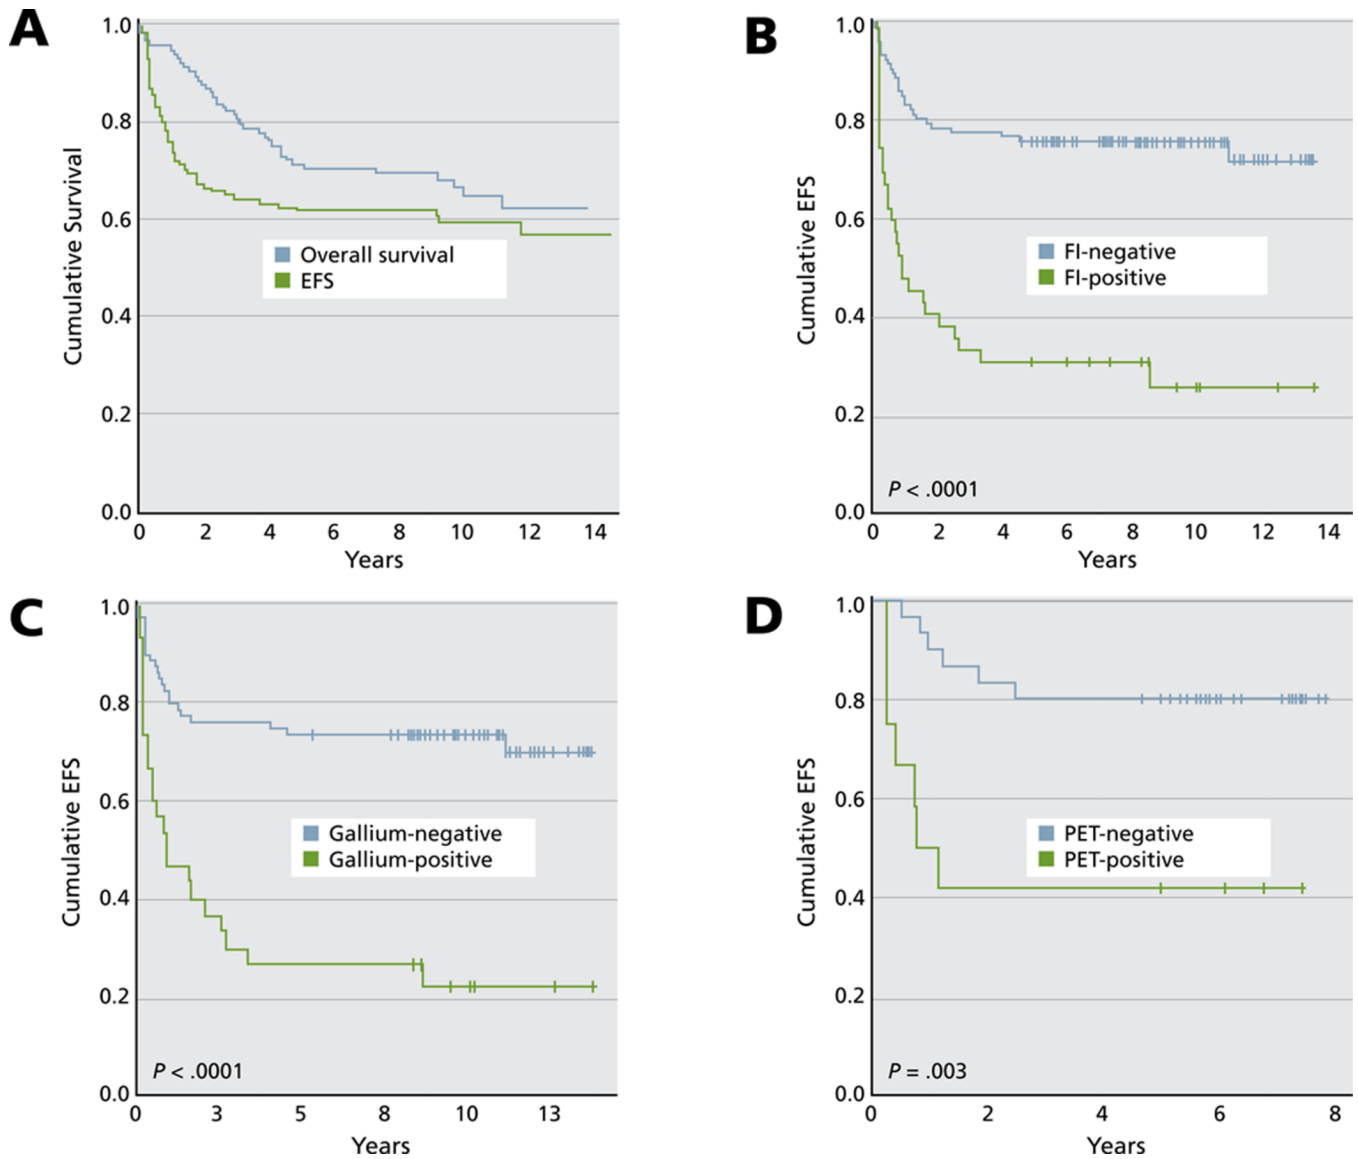 A
1.0
0.8
0.6
0.4
0.2
0.0
Cumulative Survival
Overall survival
EFS
0 2 4 6 8 10 12 14
Years
B
1.0
0.8
0.6
0.4
0.2
0.0
Cumulative EFS
FI-negative
FI-positive
P < .0001
0 2 4 6 8 10 12 14
Years
C
1.0
0.8
0.6
0.4
0.2
0.0
Cumulative EFS
Gallium-negative
Gallium-positive
P < .0001
0 3 5 8 10 13
Years
D
1.0
0.8
0.6
0.4
0.2
0.0
Cumulative EFS
PET-negative
PET-positive
P = .003
0 2 4 6 8
Years